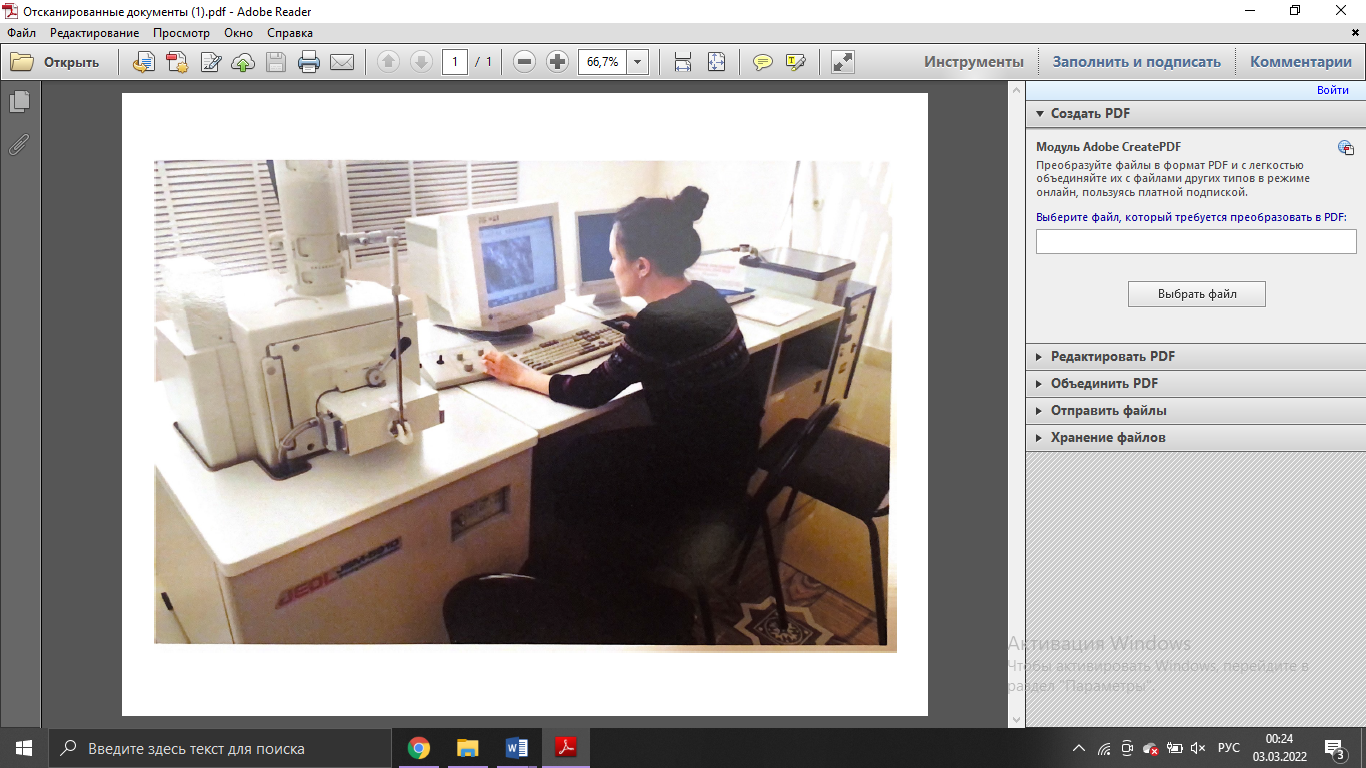 Отсканированные документы (1).pdf - Adobe Reader
Файл Редактирование Просмотр Окно Справка
Открыть 1 / 1 66,7% Инструменты Заполнить и подписать Комментарии
Войти
Создать PDF
Модуль Adobe CreatePDF
Преобразуйте файлы в формат PDF и с легкостью
объединяйте их с файлами других типов в режиме
онлайн, пользуясь платной подпиской.
Выберите файл, который требуется преобразовать в PDF:
Выбрать файл
Редактировать PDF
Объединить PDF
Отправить файлы
Хранение файлов
JEOL JSM-5910
Активация Windows
Чтобы активировать Windows, перейдите в
раздел "Параметры".
Введите здесь текст для поиска
РУС
00:24
03.03.2022
3